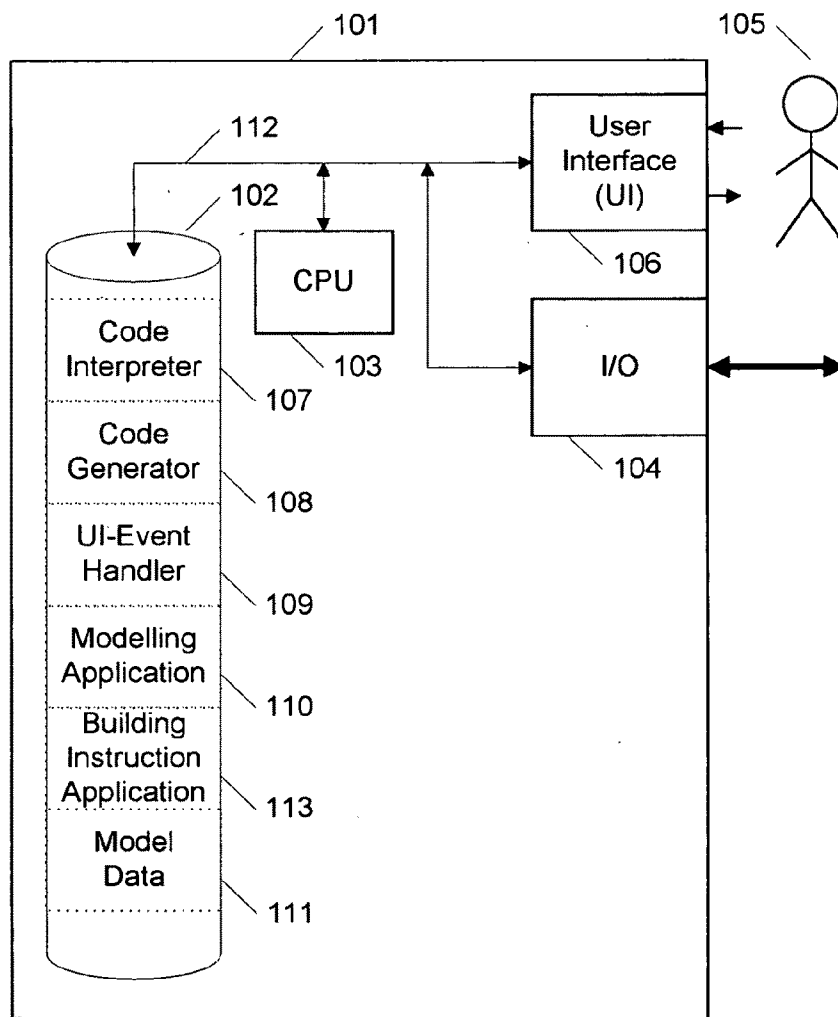 101
105
112
User
Interface
(UI)
102
CPU
106
103
I/O
104
Code
Interpreter
107
Code
Generator
108
UI-Event
Handler
109
Modelling
Application
110
Building
Instruction
Application
113
Model
Data
111